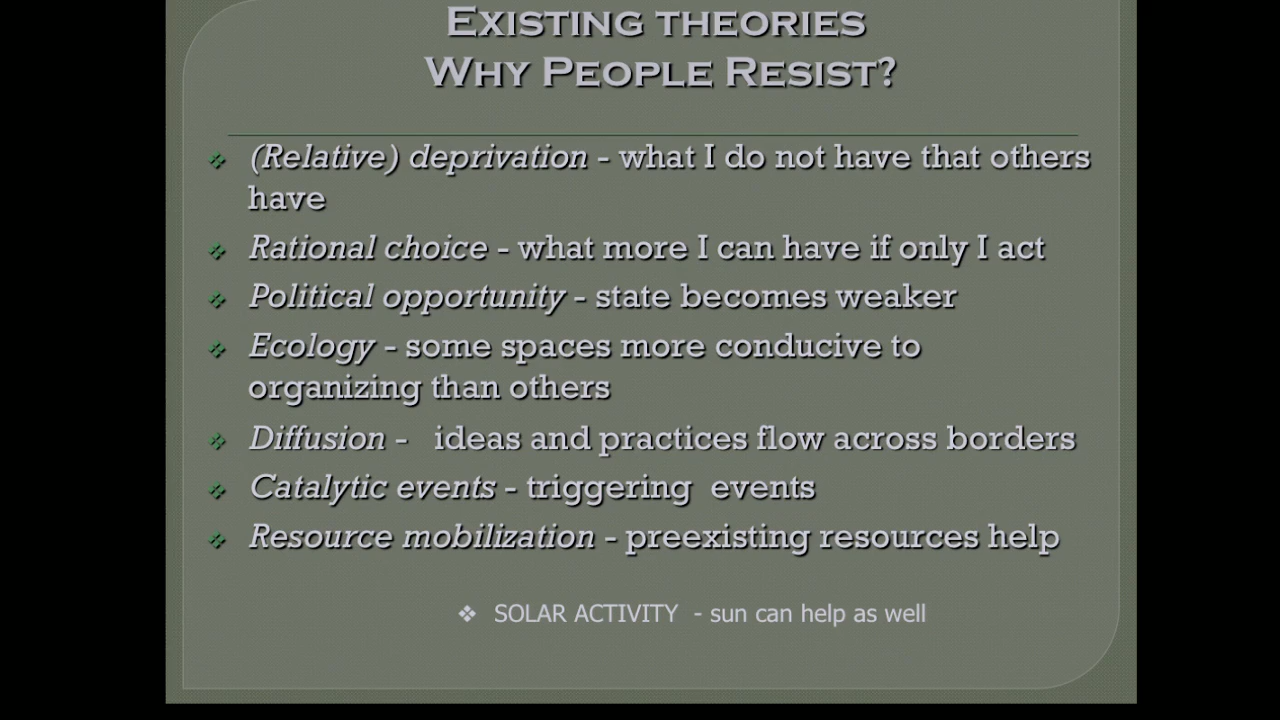 EXISTING THEORIES
WHY PEOPLE RESIST?
❖ (Relative) deprivation - what I do not have that others
have
❖ Rational choice - what more I can have if only I act
❖ Political opportunity - state becomes weaker
❖ Ecology - some spaces more conducive to
organizing than others
❖ Diffusion - ideas and practices flow across borders
❖ Catalytic events - triggering events
❖ Resource mobilization - preexisting resources help
❖ SOLAR ACTIVITY - sun can help as well